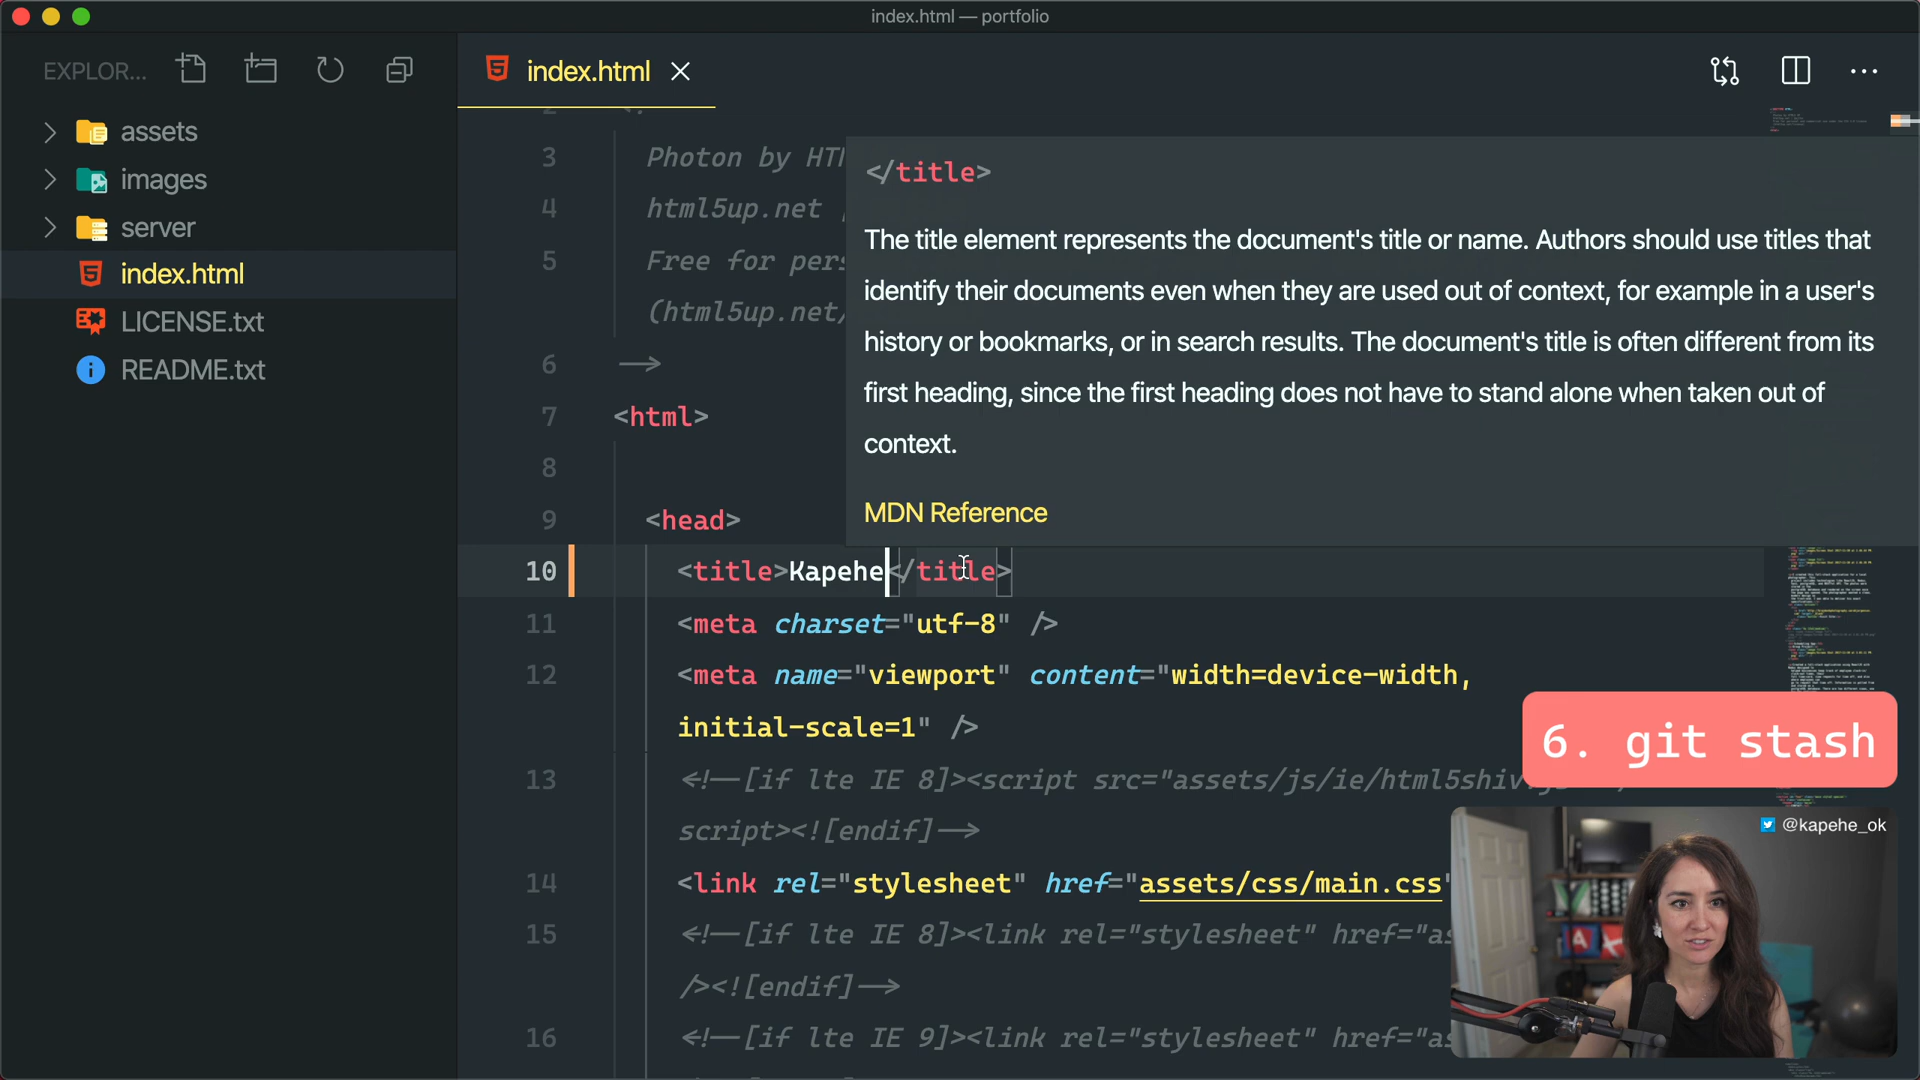 index.html — portfolio
EXPLOR...
index.html
assets
images
server
index.html
LICENSE.txt
README.txt
2
3 Photon by HTM
4 html5up.net
5 Free for pers
(html5up.net/
6 -->
7 <html>
8
9 <head>
10 <title>Kapehe</title>
11 <meta charset="utf-8" />
12 <meta name="viewport" content="width=device-width,
initial-scale=1" />
13 <!--[if lte IE 8]><script src="assets/js/ie/html5shiv
script><![endif]-->
14 <link rel="stylesheet" href="assets/css/main.css"
15 <!--[if lte IE 8]><link rel="stylesheet" href="as
/><![endif]-->
16 <!--[if lte IE 9]><link rel="stylesheet" href="as
</title>
The title element represents the document's title or name. Authors should use titles that
identify their documents even when they are used out of context, for example in a user's
history or bookmarks, or in search results. The document's title is often different from its
first heading, since the first heading does not have to stand alone when taken out of
context.
MDN Reference
6. git stash
@kapehe_ok